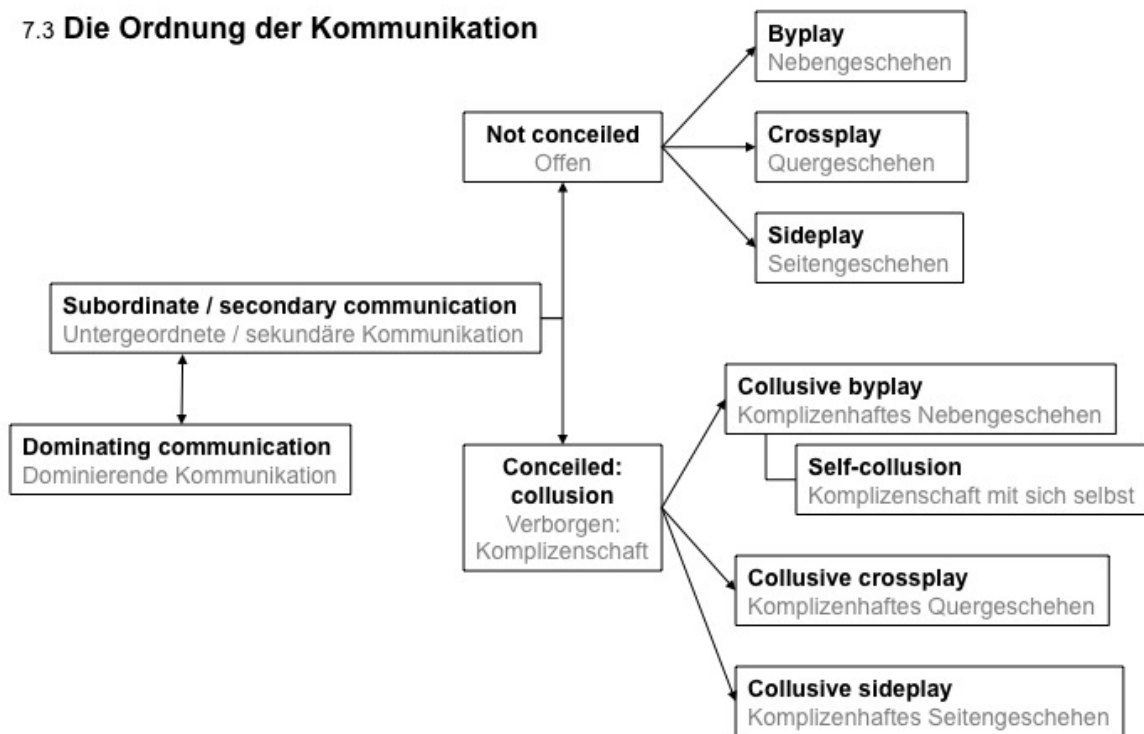 7.3 Die Ordnung der Kommunikation
Byplay
Nebengeschehen
Not conceiled
Offen
Crossplay
Quergeschehen
Sideplay
Seitengeschehen
Subordinate / secondary communication
Untergeordnete / sekundäre Kommunikation
Dominating communication
Dominierende Kommunikation
Conceiled:
collusion
Verborgen:
Komplizenschaft
Collusive byplay
Komplizenhaftes Nebengeschehen
Self-collusion
Komplizenschaft mit sich selbst
Collusive crossplay
Komplizenhaftes Quergeschehen
Collusive sideplay
Komplizenhaftes Seitengeschehen